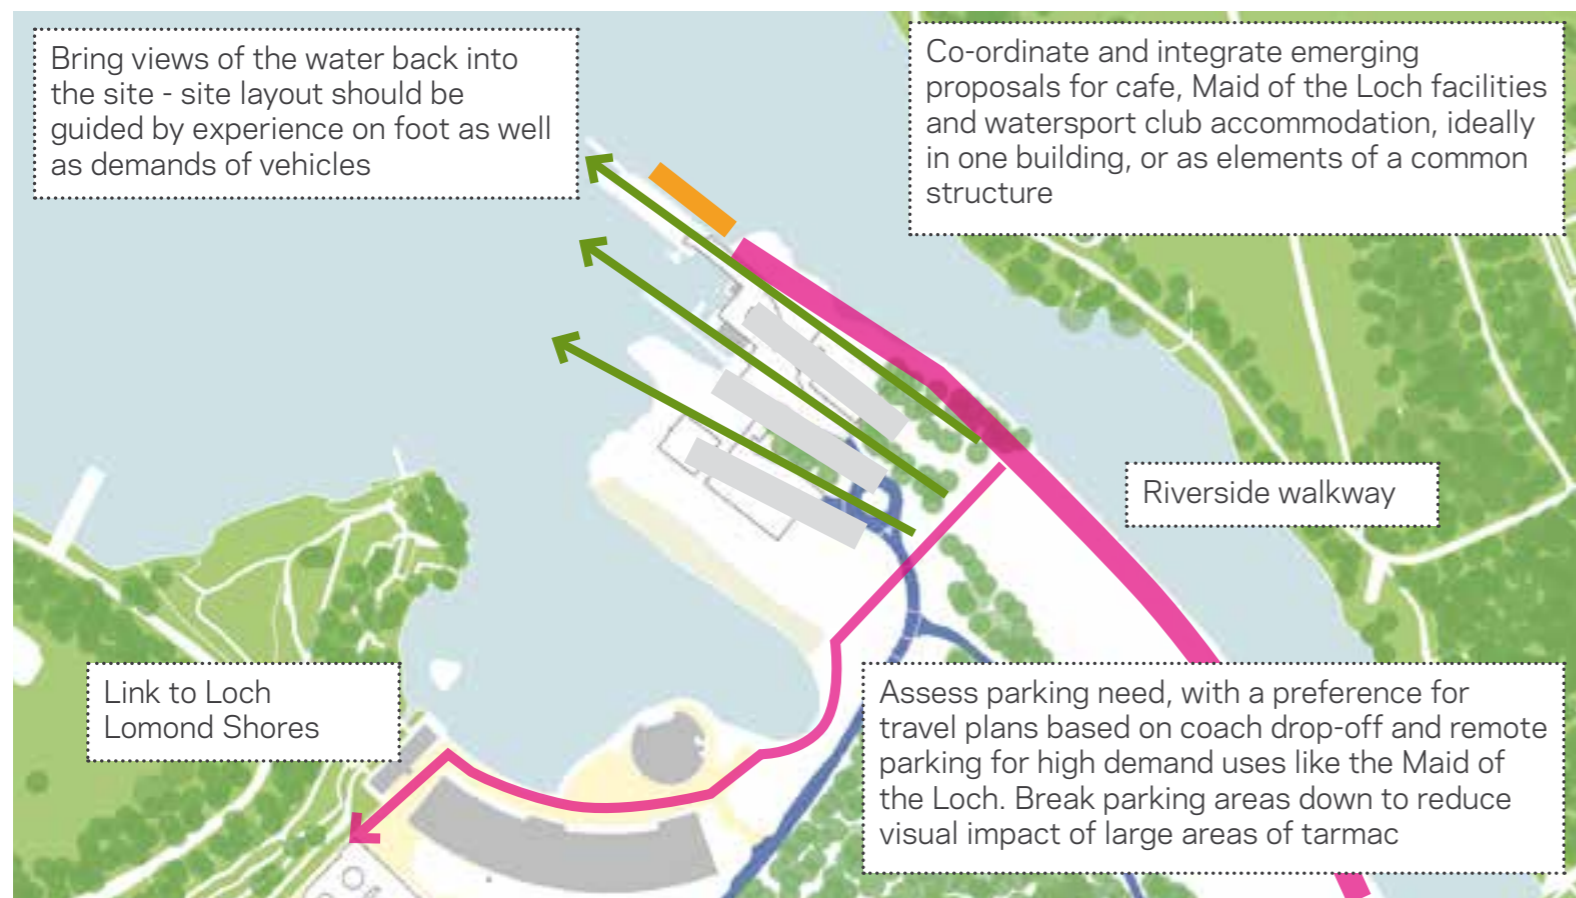 Bring views of the water back into
the site - site layout should be
guided by experience on foot as well
as demands of vehicles
Co-ordinate and integrate emerging
proposals for cafe, Maid of the Loch facilities
and watersport club accommodation, ideally
in one building, or as elements of a common
structure
Riverside walkway
Link to Loch
Lomond Shores
Assess parking need, with a preference for
travel plans based on coach drop-off and remote
parking for high demand uses like the Maid of
the Loch. Break parking areas down to reduce
visual impact of large areas of tarmac